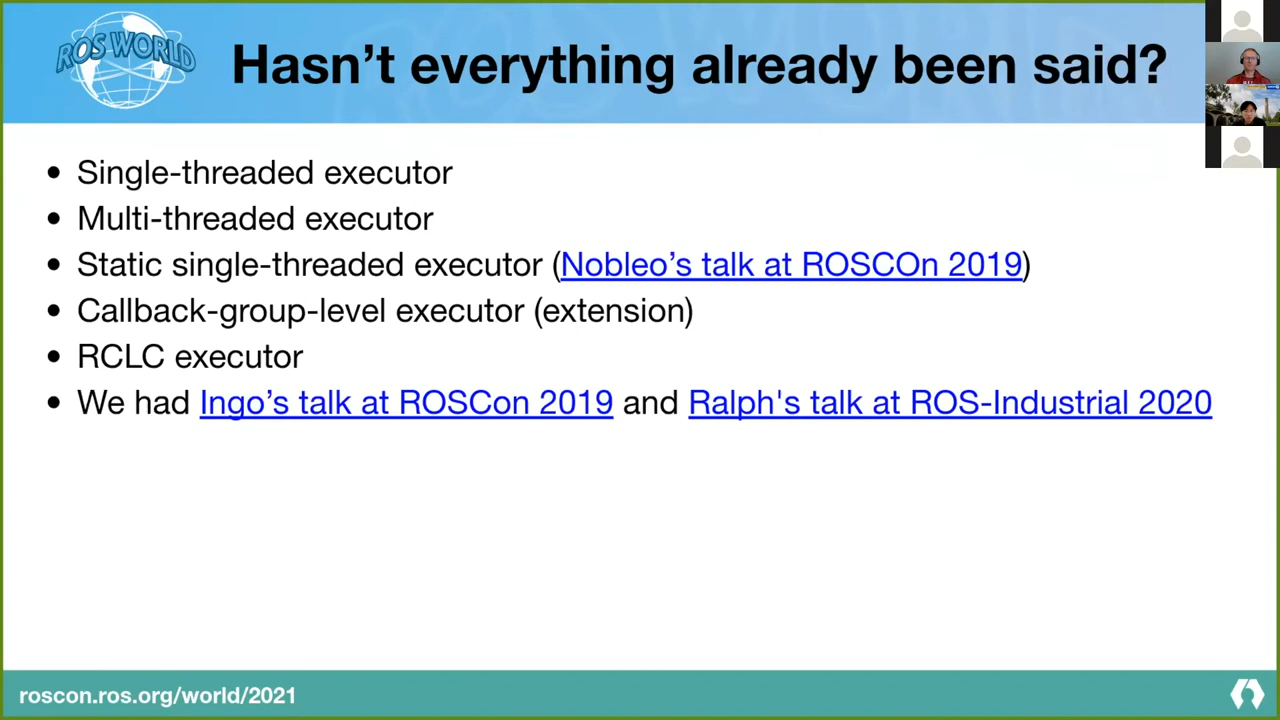 ROS WORLD
Hasn’t everything already been said?
• Single-threaded executor
• Multi-threaded executor
• Static single-threaded executor (Nobleo’s talk at ROSCOn 2019)
• Callback-group-level executor (extension)
• RCLC executor
• We had Ingo’s talk at ROSCon 2019 and Ralph's talk at ROS-Industrial 2020
roscon.ros.org/world/2021